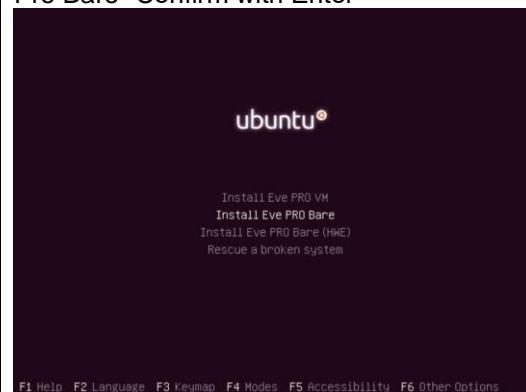 Pro Bare" Confirm with Enter
ubuntu
Install Eve PRO VM
Install Eve PRO Bare
Install Eve PRO Bare (HWE)
Rescue a broken system
F1 Help F2 Language F3 Keymap F4 Modes F5 Accessibility F6 Other Options